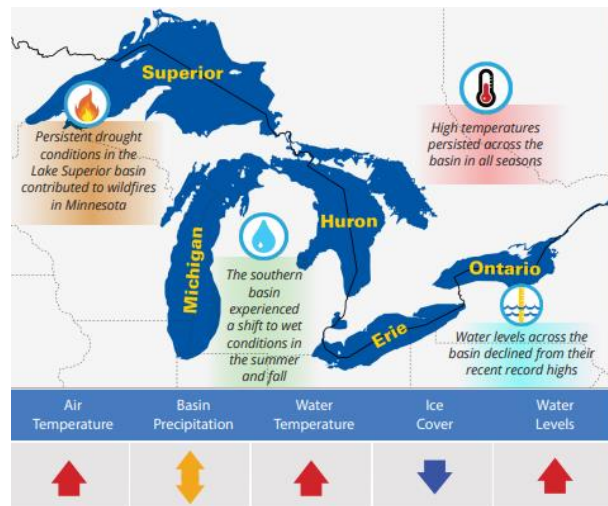 Superior
Persistent drought
conditions in the
Lake Superior basin
contributed to wildfires
in Minnesota
High temperatures
persisted across the
basin in all seasons
Huron
Michigan
The southern
basin
experienced
a shift to wet
conditions in
the summer
and fall
Ontario
Erie
Water levels across the
basin declined from their
recent record highs
Air
Temperature
Basin
Precipitation
Water
Temperature
Ice
Cover
Water
Levels